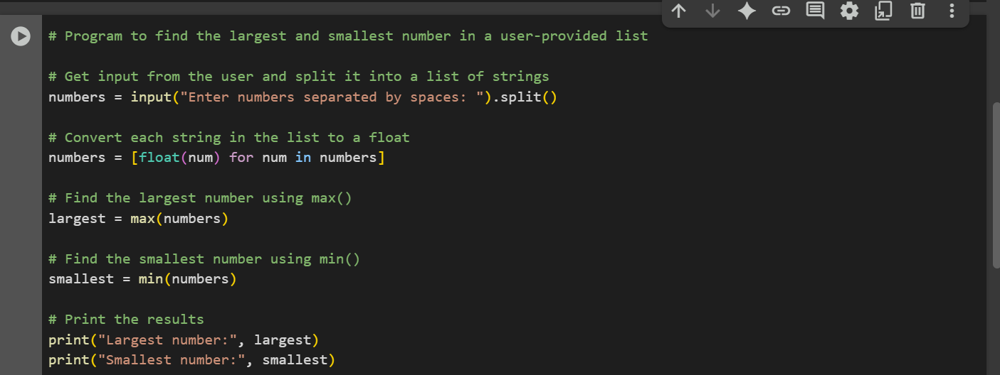 # Program to find the largest and smallest number in a user-provided list
# Get input from the user and split it into a list of strings
numbers = input("Enter numbers separated by spaces: ").split()
# Convert each string in the list to a float
numbers = [float(num) for num in numbers]
# Find the largest number using max()
largest = max(numbers)
# Find the smallest number using min()
smallest = min(numbers)
# Print the results
print("Largest number:", largest)
print("Smallest number:", smallest)